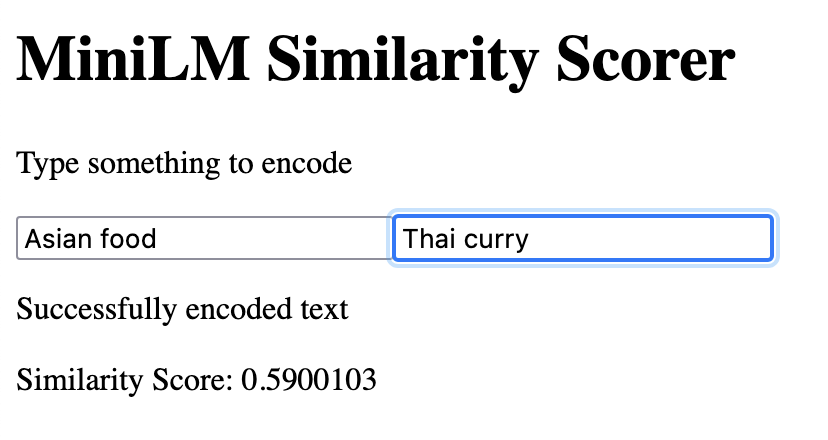 MiniLM Similarity Scorer
Type something to encode
Asian food Thai curry
Successfully encoded text
Similarity Score: 0.5900103